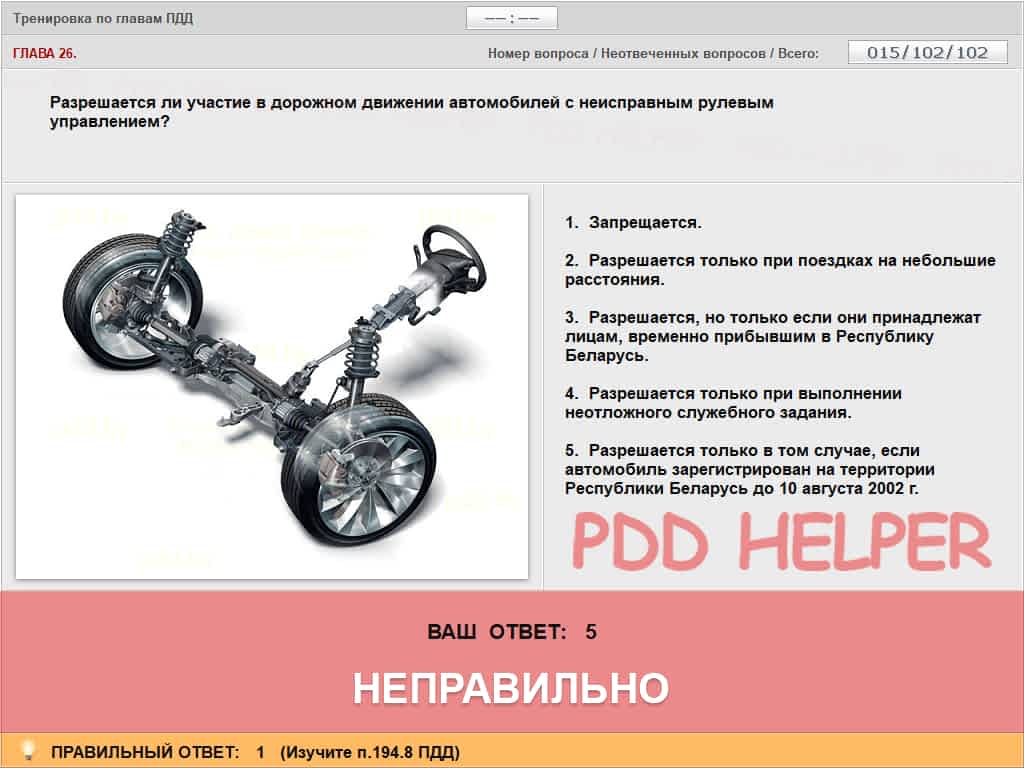 Тренировка по главам ПДД
–– : ––
ГЛАВА 26.
Номер вопроса / Неотвеченных вопросов / Всего:
015/102/102
Разрешается ли участие в дорожном движении автомобилей с неисправным рулевым
управлением?
1. Запрещается.
2. Разрешается только при поездках на небольшие
расстояния.
3. Разрешается, но только если они принадлежат
лицам, временно прибывшим в Республику
Беларусь.
4. Разрешается только при выполнении
неотложного служебного задания.
5. Разрешается только в том случае, если
автомобиль зарегистрирован на территории
Республики Беларусь до 10 августа 2002 г.
PDD HELPER
ВАШ ОТВЕТ: 5
НЕПРАВИЛЬНО
ПРАВИЛЬНЫЙ ОТВЕТ: 1 (Изучите п.194.8 ПДД)